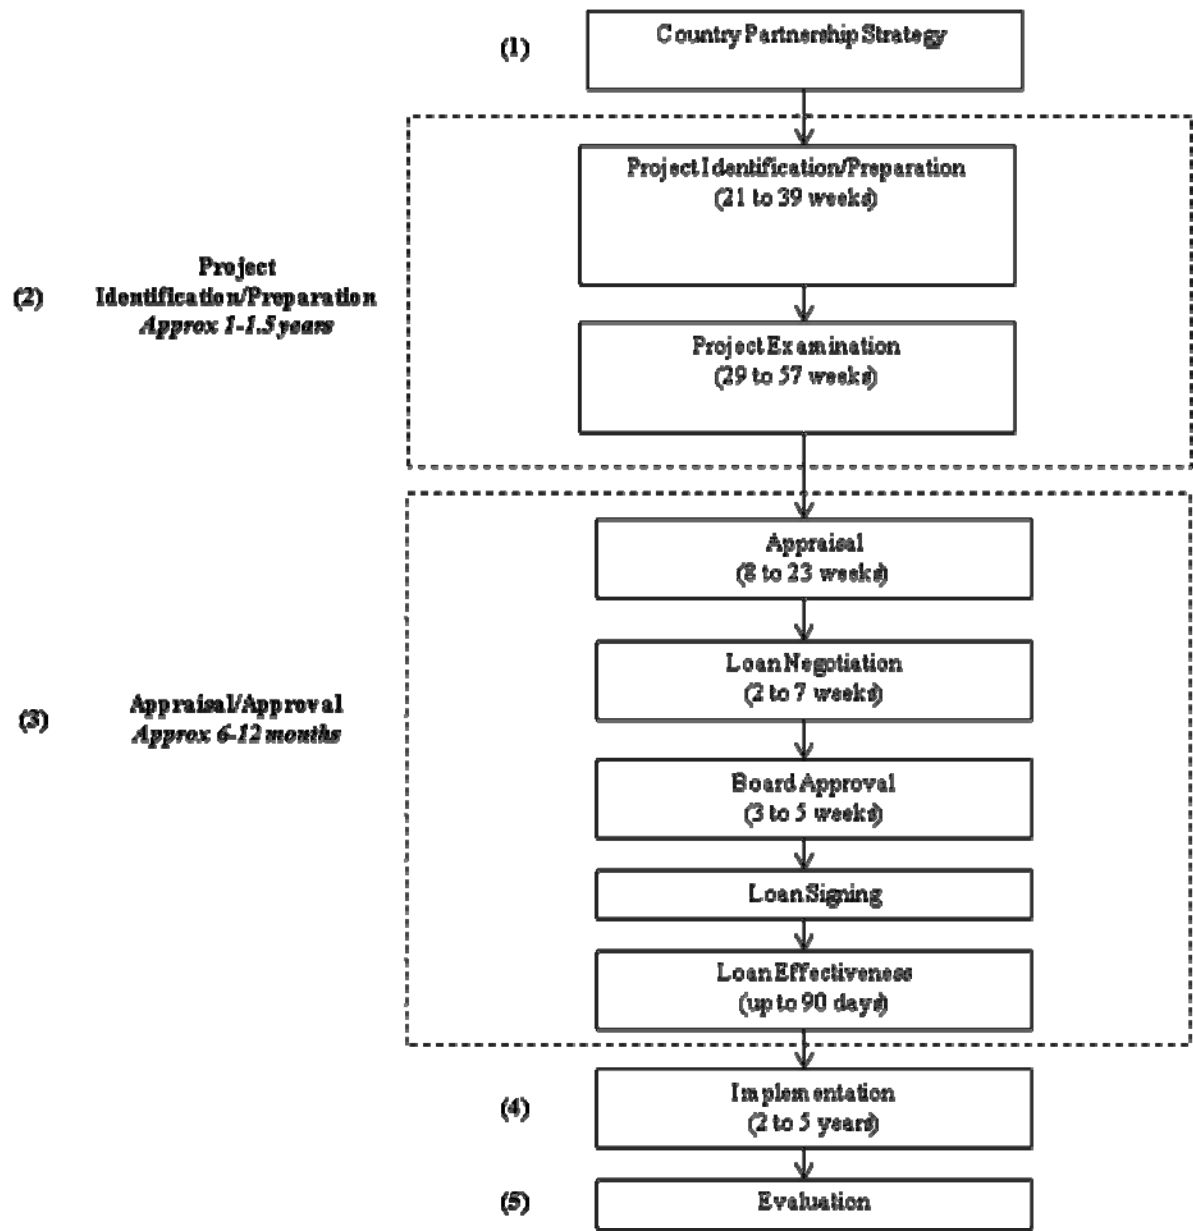 (1)
Country Partnership Strategy
Project Identification/Preparation
(21 to 39 weeks)
(2)
Project
Identification/Preparation
Approx 1-1.5 years
Project Examination
(29 to 57 weeks)
Appraisal
(8 to 23 weeks)
Loan Negotiation
(2 to 7 weeks)
(3)
Appraisal/Approval
Approx 6-12 months
Board Approval
(3 to 5 weeks)
Loan Signing
Loan Effectiveness
(up to 90 days)
(4)
Implementation
(2 to 5 years)
(5)
Evaluation